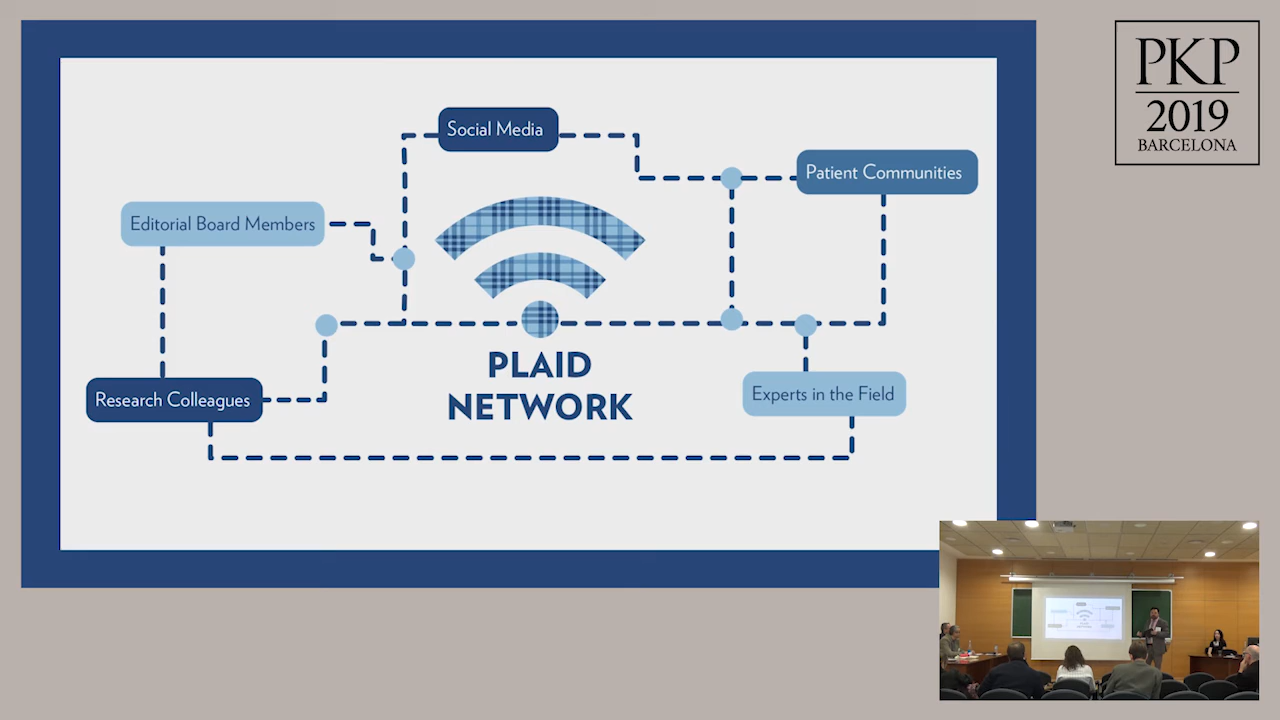 Social Media
Patient Communities
Editorial Board Members
PLAID
NETWORK
Research Colleagues
Experts in the Field
PKP
2019
BARCELONA